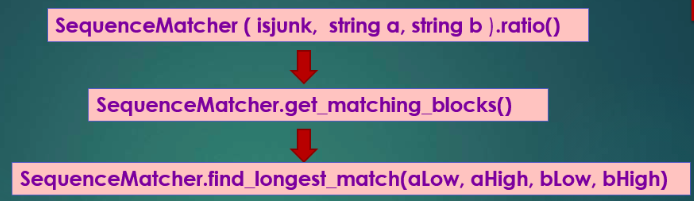 SequenceMatcher ( isjunk, string a, string b ).ratio()
SequenceMatcher.get_matching_blocks()
SequenceMatcher.find_longest_match(aLow, aHigh, bLow, bHigh)